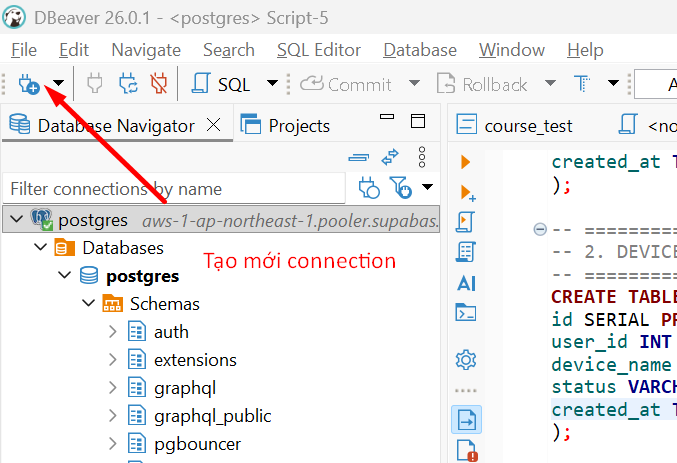 DBeaver 26.0.1 - <postgres> Script-5
File Edit Navigate Search SQL Editor Database Window Help
SQL Commit Rollback T A
Database Navigator Projects
course_test <no
Filter connections by name
postgres aws-1-ap-northeast-1.pooler.supabas.
Databases
Tạo mới connection
postgres
Schemas
auth
extensions
graphql
graphql_public
pgbouncer
created_at T
);
-- ==========
-- 2. DEVICE
-- ==========
CREATE TABLE
id SERIAL PR
user_id INT
device_name
status VARCH
created_at T
);
AI